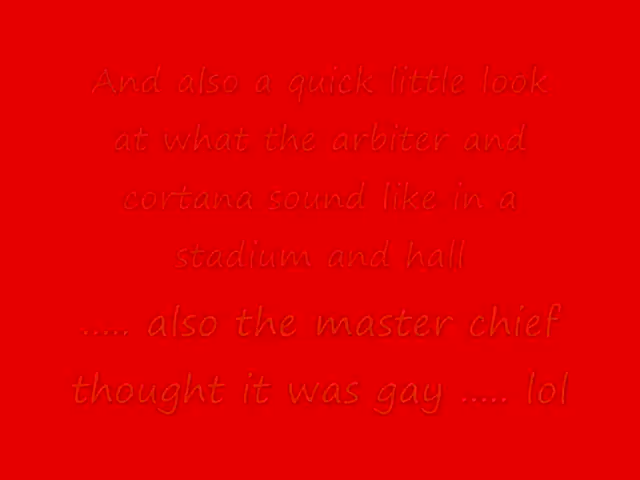 And also a quick little look
at what the arbiter and
cortana sound like in a
stadium and hall
..... also the master chief
thought it was gay ..... lol